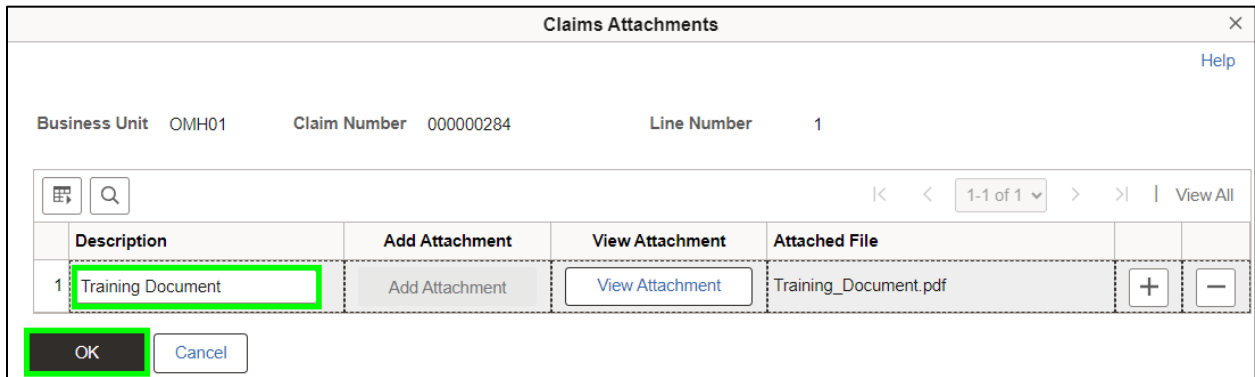 Claims Attachments
Help
Business Unit OMH01 Claim Number 000000284 Line Number 1
1-1 of 1 | View All
Description Add Attachment View Attachment Attached File
1 Training Document Add Attachment View Attachment Training_Document.pdf
OK Cancel